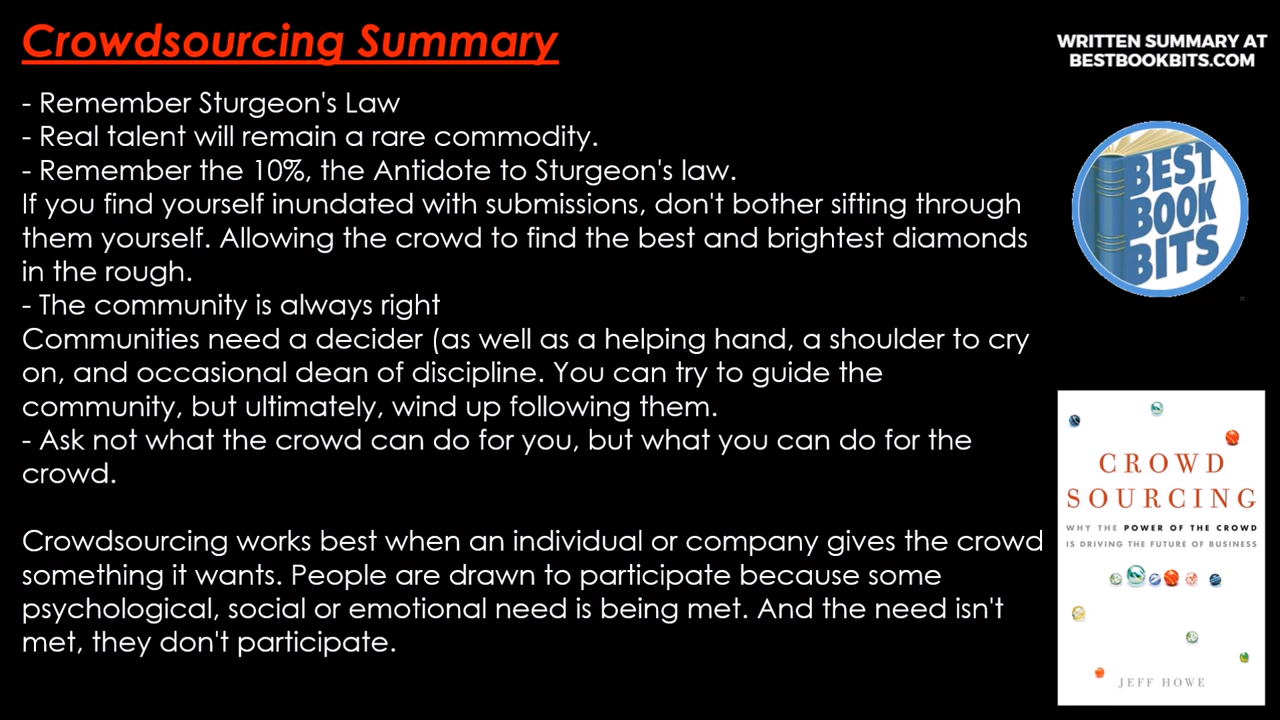 Crowdsourcing Summary
WRITTEN SUMMARY AT
BESTBOOKBITS.COM
- Remember Sturgeon's Law
- Real talent will remain a rare commodity.
- Remember the 10%, the Antidote to Sturgeon's law.
If you find yourself inundated with submissions, don't bother sifting through
them yourself. Allowing the crowd to find the best and brightest diamonds
in the rough.
- The community is always right
Communities need a decider (as well as a helping hand, a shoulder to cry
on, and occasional dean of discipline. You can try to guide the
community, but ultimately, wind up following them.
- Ask not what the crowd can do for you, but what you can do for the
crowd.
Crowdsourcing works best when an individual or company gives the crowd
something it wants. People are drawn to participate because some
psychological, social or emotional need is being met. And the need isn't
met, they don't participate.
BEST
BOOK
BITS
CROWD
SOURCING
WHY THE POWER OF THE CROWD
IS DRIVING THE FUTURE OF BUSINESS
JEFF HOWE